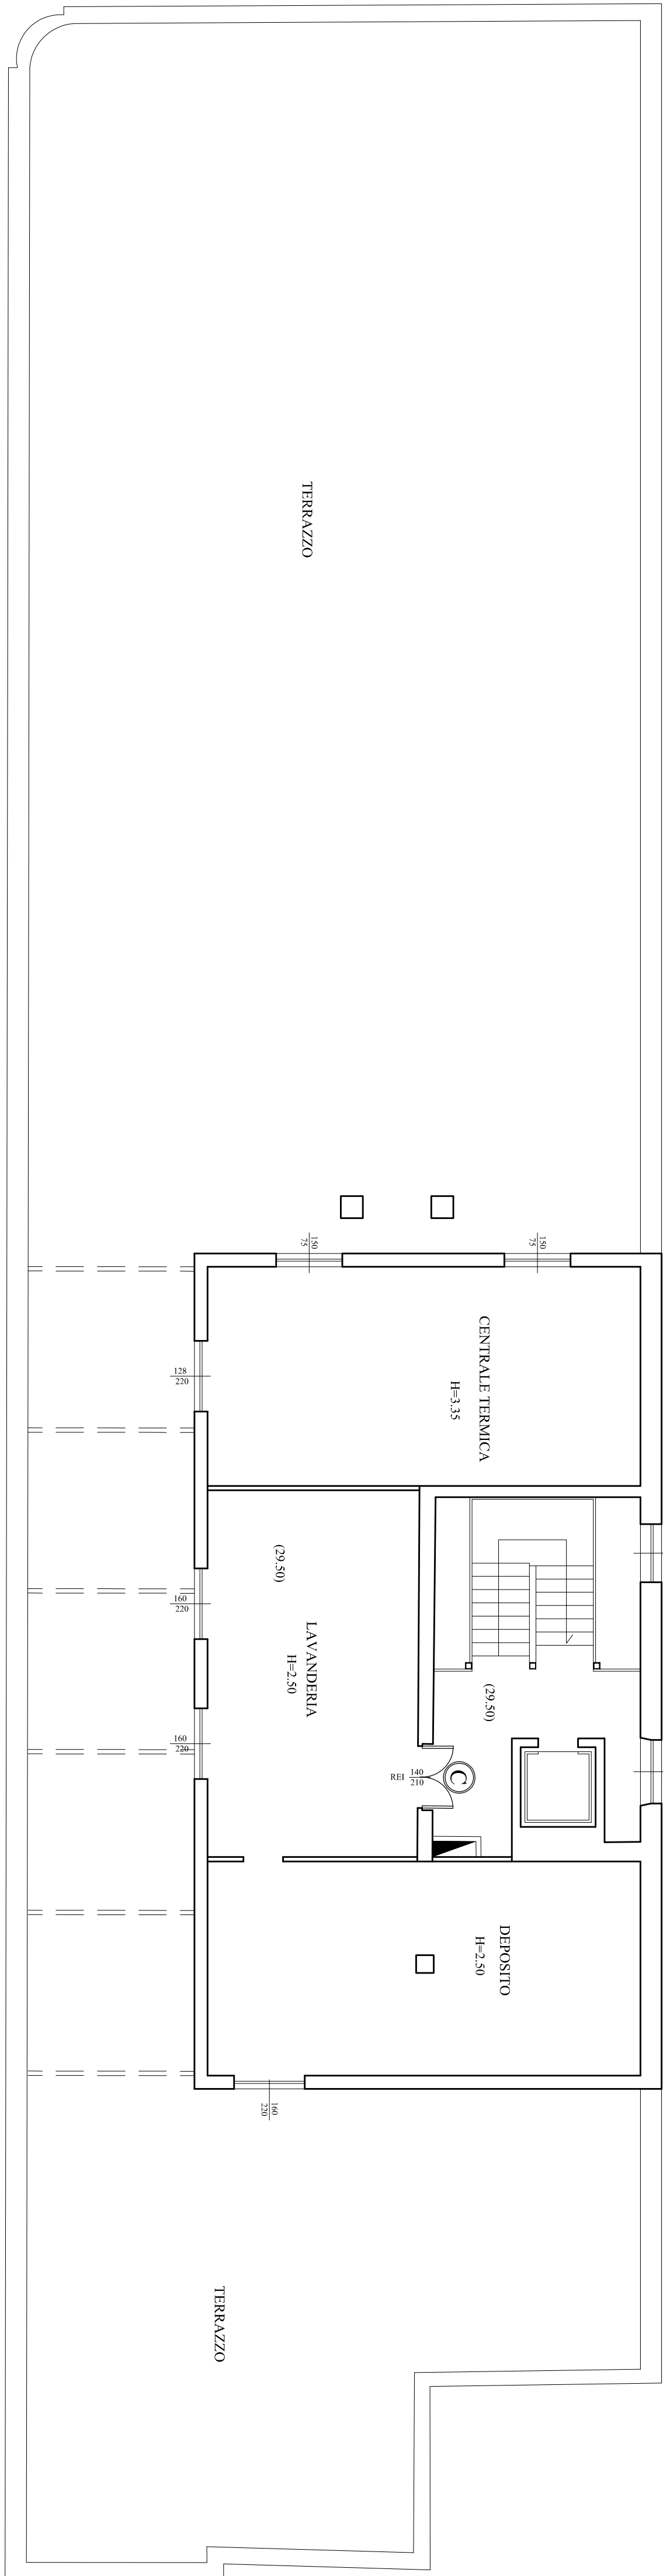 TERRAZZO
150
75
150
75
CENTRALE TERMICA
H=3.35
128
220
(29.50)
LAVANDERIA
H=2.50
160
220
(29.50)
160
220
REI
140
210
C
DEPOSITO
H=2.50
160
220
TERRAZZO